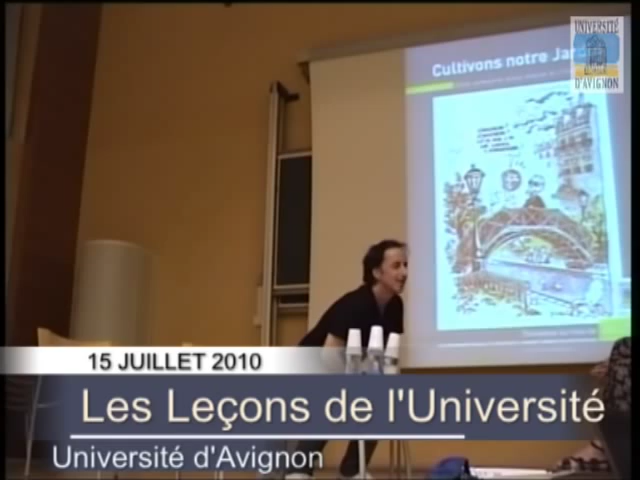 UNIVERSITÉ
D'AVIGNON
Cultivons notre Jar
15 JUILLET 2010
Les Leçons de l'Université
Université d'Avignon